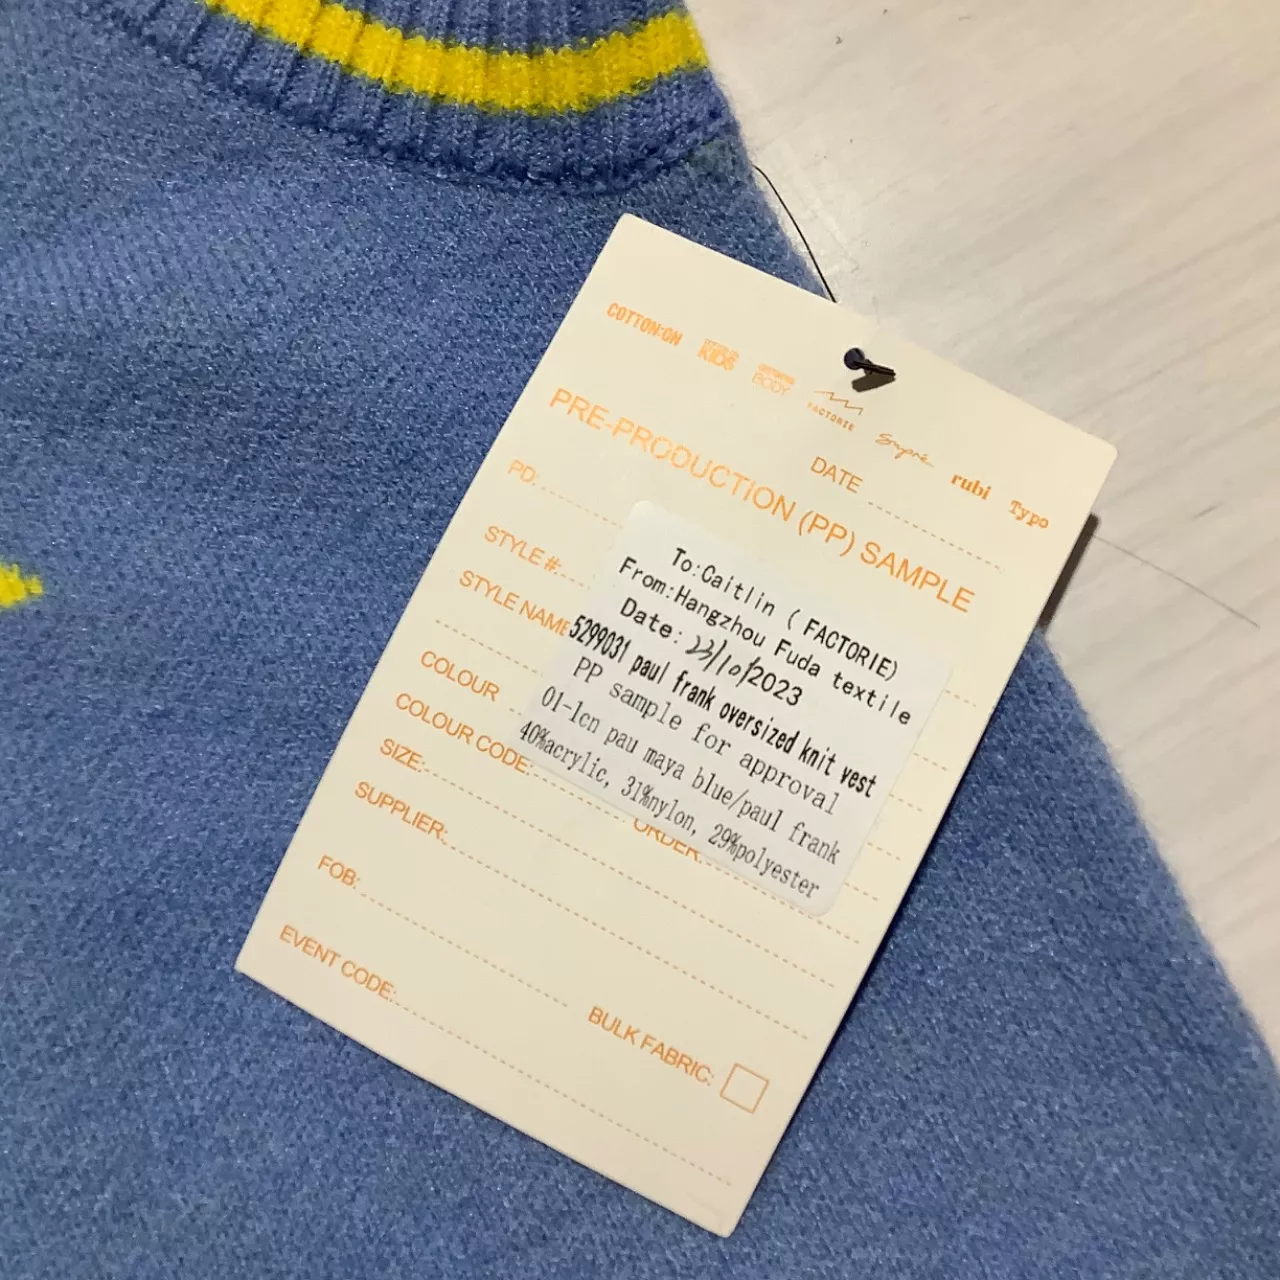 COTTON:ON
KIDS
BODY
FACTORIE
Supré
rubi
Typo
DATE
PRE-PRODUCTION (PP) SAMPLE
PD:
STYLE #:
STYLE NAME
COLOUR
COLOUR CODE:
SIZE:
ORDER:
SUPPLIER:
FOB:
EVENT CODE:
BULK FABRIC:
To:Caitlin ( FACTORIE)
From:Hangzhou Fuda textile
Date: 23/10/2023
5299031 paul frank oversized knit vest
PP sample for approval
01-lcn pau maya blue/paul frank
40%acrylic, 31%nylon, 29%polyester